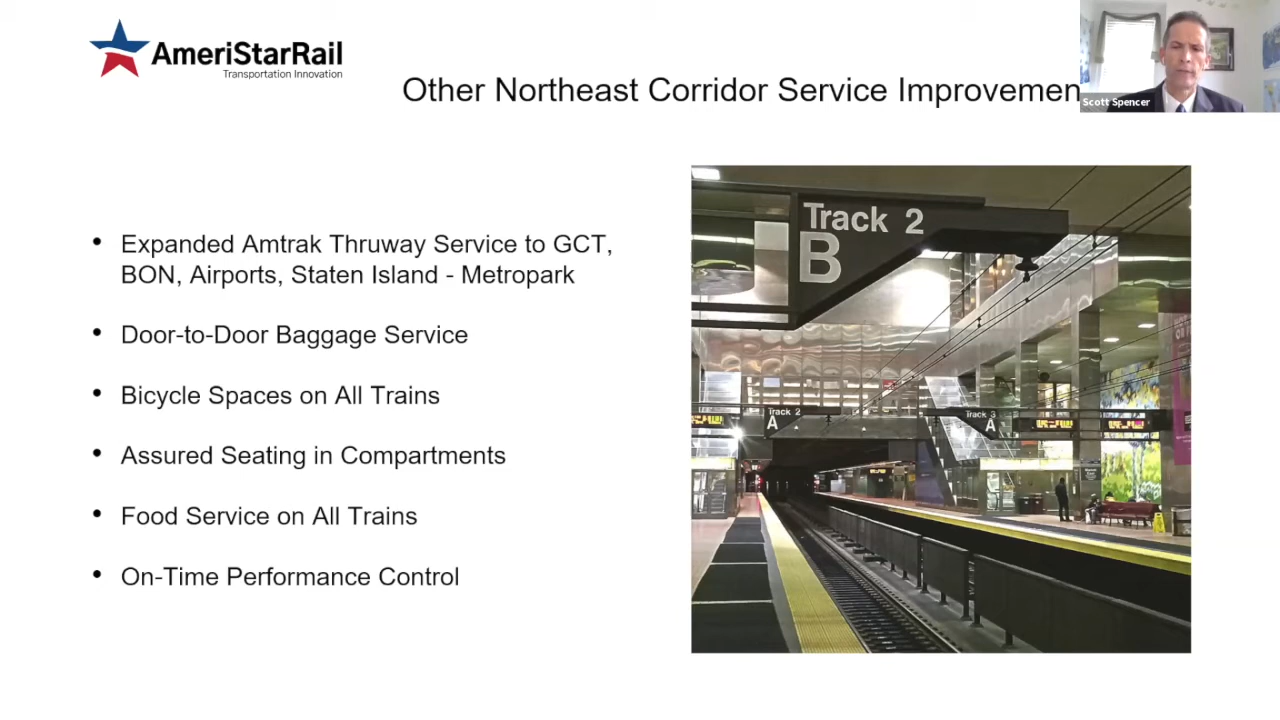 AmeriStarRail
Transportation Innovation
Other Northeast Corridor Service Improvemen
Scott Spencer
• Expanded Amtrak Thruway Service to GCT,
BON, Airports, Staten Island - Metropark
• Door-to-Door Baggage Service
• Bicycle Spaces on All Trains
• Assured Seating in Compartments
• Food Service on All Trains
• On-Time Performance Control
Track 2
B
Track 2
A
Track 3
A